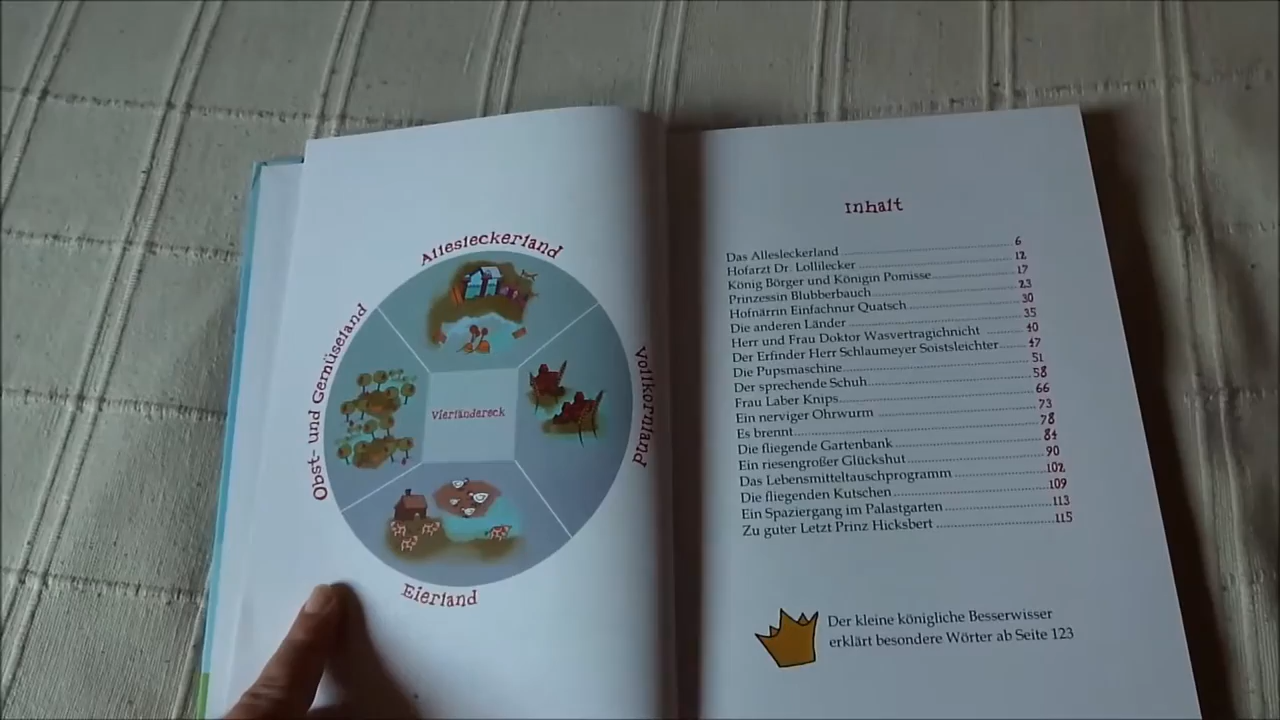 Allesleckerland
Obst- und Gemüseland
Vierländereck
Vollkornland
Eierland
Inhalt
Das Allesleckerland 6
Hofarzt Dr. Lollilecker 12
König Börger und Königin Pomisse 17
Prinzessin Blubberbauch 23
Hofnärrin Einfachnur Quatsch 30
Die anderen Länder 35
Herr und Frau Doktor Wasvertragichnicht 40
Der Erfinder Herr Schlaumeyer Soistsleichter 47
Die Pupsmaschine 51
Der sprechende Schuh 58
Frau Laber Knips 66
Ein nerviger Ohrwurm 73
Es brennt 78
Die fliegende Gartenbank 84
Ein riesengroßer Glückshut 90
Das Lebensmitteltauschprogramm 102
Die fliegenden Kutschen 109
Ein Spaziergang im Palastgarten 113
Zu guter Letzt Prinz Hicksbert 115
Der kleine königliche Besserwisser
erklärt besondere Wörter ab Seite 123